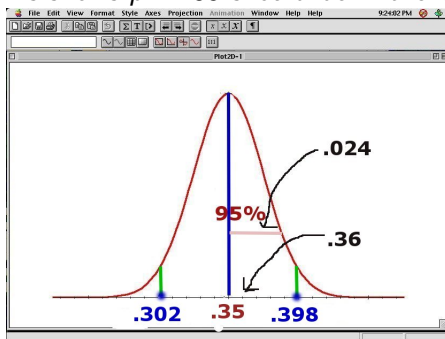 File Edit View Format Style Axes Projection Animation Window Help Help 9:24:02 PM
Σ T
x x x ¶
Plot2D-1
.024
95%
.36
.302 .35 .398